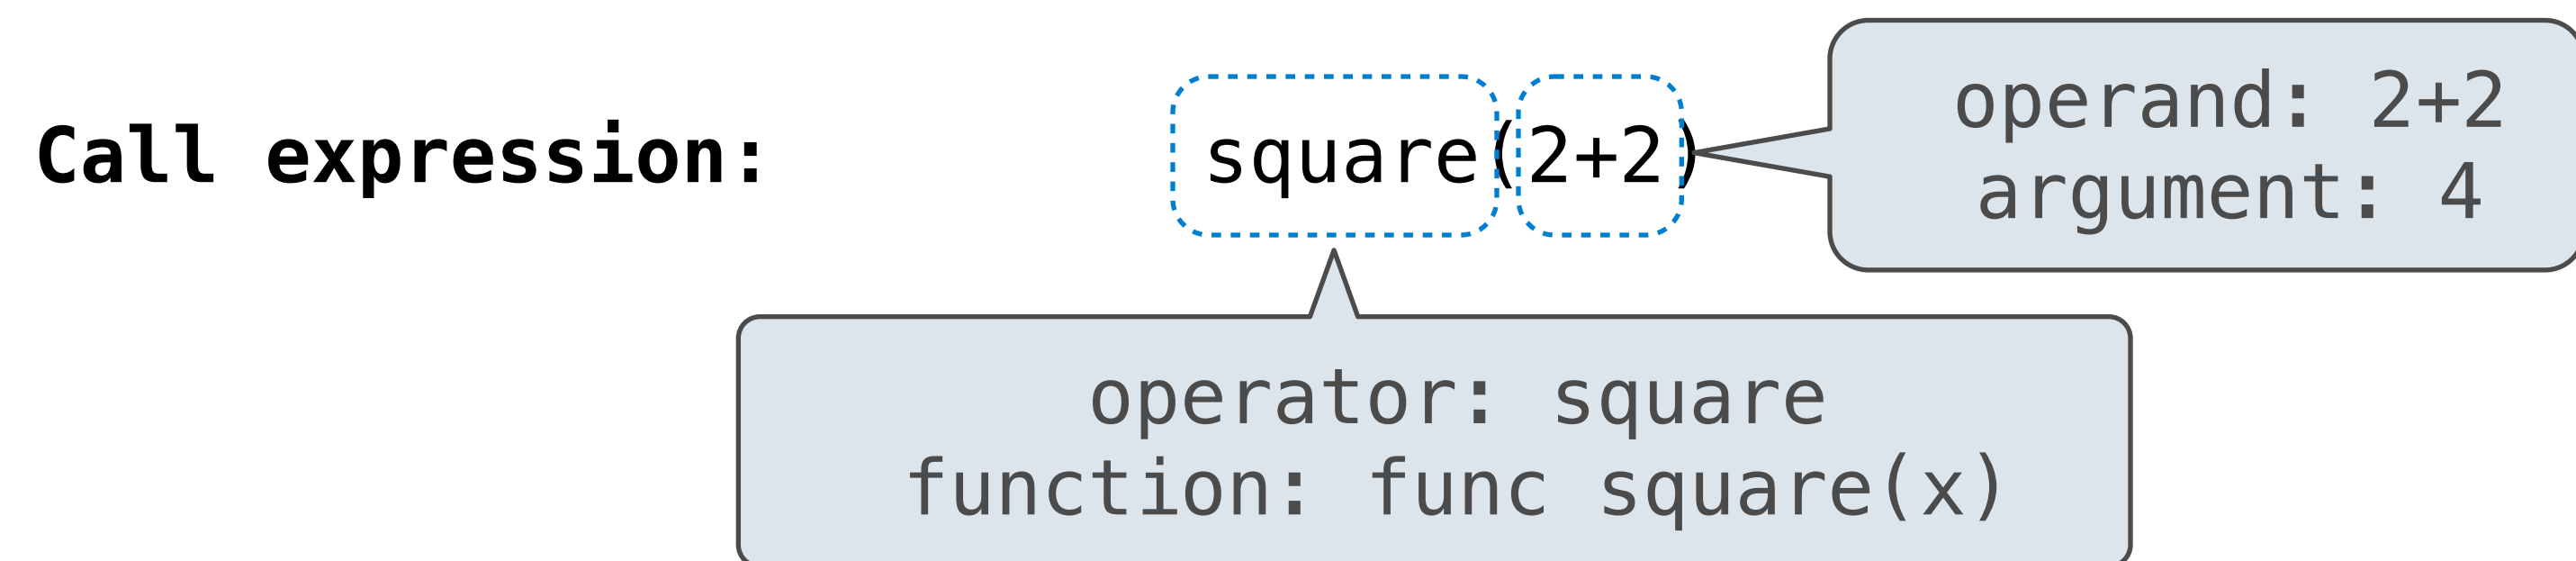 Call expression: square(2+2)
operand: 2+2
argument: 4
operator: square
function: func square(x)